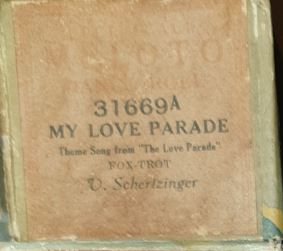 31669A
MY LOVE PARADE
Theme Song from "The Love Parade"
FOX-TROT
V. Schertzinger